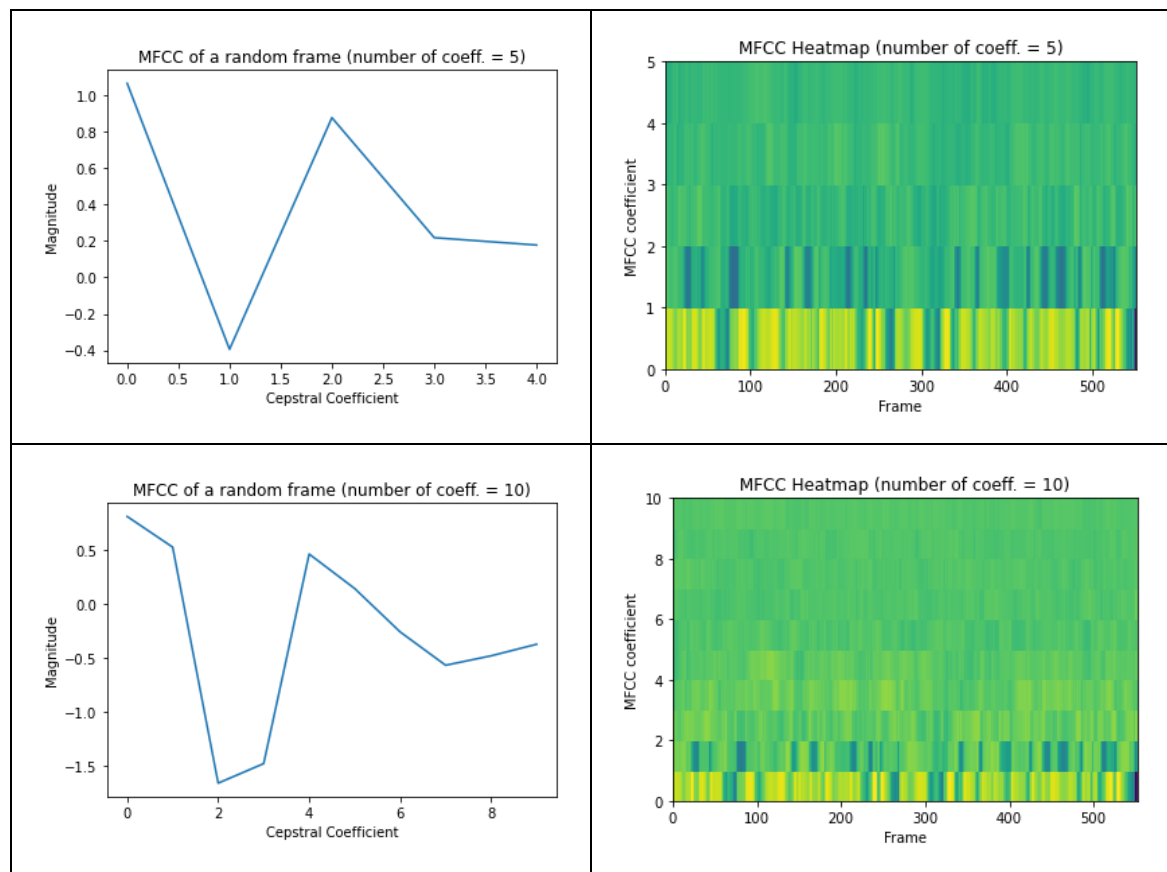 MFCC of a random frame (number of coeff. = 5)
1.0
0.8
0.6
0.4
0.2
0.0
−0.2
−0.4
Magnitude
0.0 0.5 1.0 1.5 2.0 2.5 3.0 3.5 4.0
Cepstral Coefficient
MFCC Heatmap (number of coeff. = 5)
5
4
3
2
1
0
MFCC coefficient
0 100 200 300 400 500
Frame
MFCC of a random frame (number of coeff. = 10)
0.5
0.0
−0.5
−1.0
−1.5
Magnitude
0 2 4 6 8
Cepstral Coefficient
MFCC Heatmap (number of coeff. = 10)
10
8
6
4
2
0
MFCC coefficient
0 100 200 300 400 500
Frame